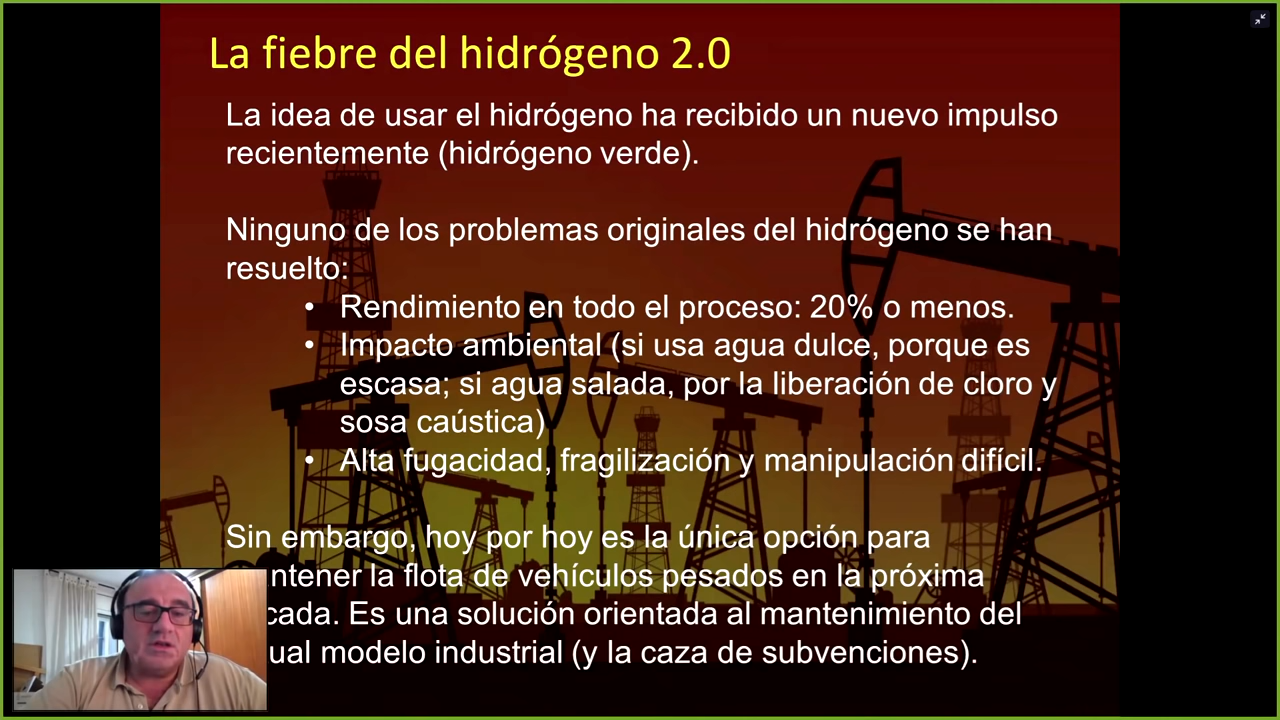 La fiebre del hidrógeno 2.0
La idea de usar el hidrógeno ha recibido un nuevo impulso
recientemente (hidrógeno verde).
Ninguno de los problemas originales del hidrógeno se han
resuelto:
• Rendimiento en todo el proceso: 20% o menos.
• Impacto ambiental (si usa agua dulce, porque es
escasa; si agua salada, por la liberación de cloro y
sosa caústica)
• Alta fugacidad, fragilización y manipulación difícil.
Sin embargo, hoy por hoy es la única opción para
ntener la flota de vehículos pesados en la próxima
cada. Es una solución orientada al mantenimiento del
ual modelo industrial (y la caza de subvenciones).